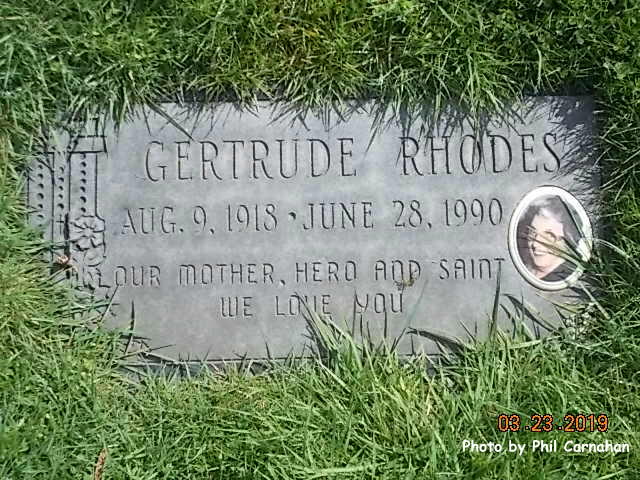 GERTRUDE RHODES
AUG. 9, 1918 · JUNE 28, 1990
OUR MOTHER, HERO AND SAINT
WE LOVE YOU
03.23.2019
Photo by Phil Carnahan